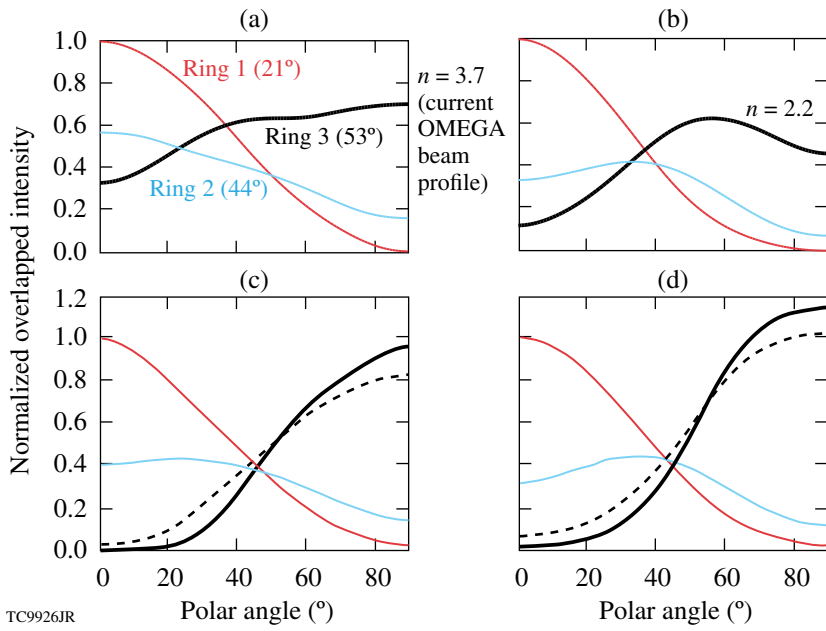 (a)
(b)
1.0
0.8
0.6
0.4
0.2
0.0
Normalized overlapped intensity
Ring 1 (21º)
Ring 3 (53º)
Ring 2 (44º)
n = 3.7
(current
OMEGA
beam
profile)
n = 2.2
(c)
(d)
1.2
1.0
0.8
0.6
0.4
0.2
0.0
0
20
40
60
80
0
20
40
60
80
Polar angle (º)
Polar angle (º)
TC9926JR